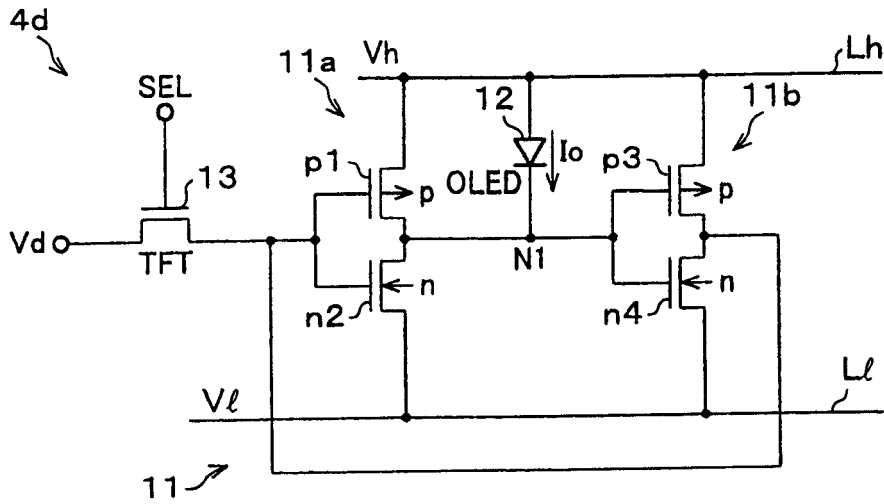 4d
Vh
Lh
11a
SEL
12
11b
Io
p1
p3
13
p
OLED
p
Vd
TFT
N1
n
n
n2
n4
Vℓ
Lℓ
11